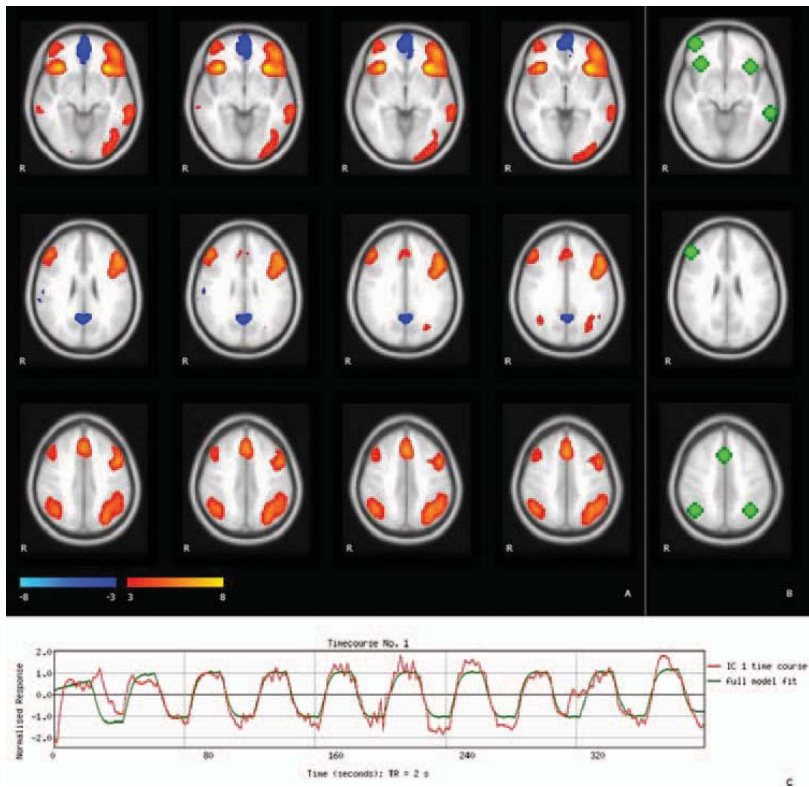 R R R R R
R R R R R
R R R R R
-8 -3 3 8 A B
Timecourse No. 1
Normalised Response
2.0
1.0
0.0
-1.0
-2.0
IC 1 time course
full model fit
0 80 160 240 320
Time (seconds); TR = 2 s
C